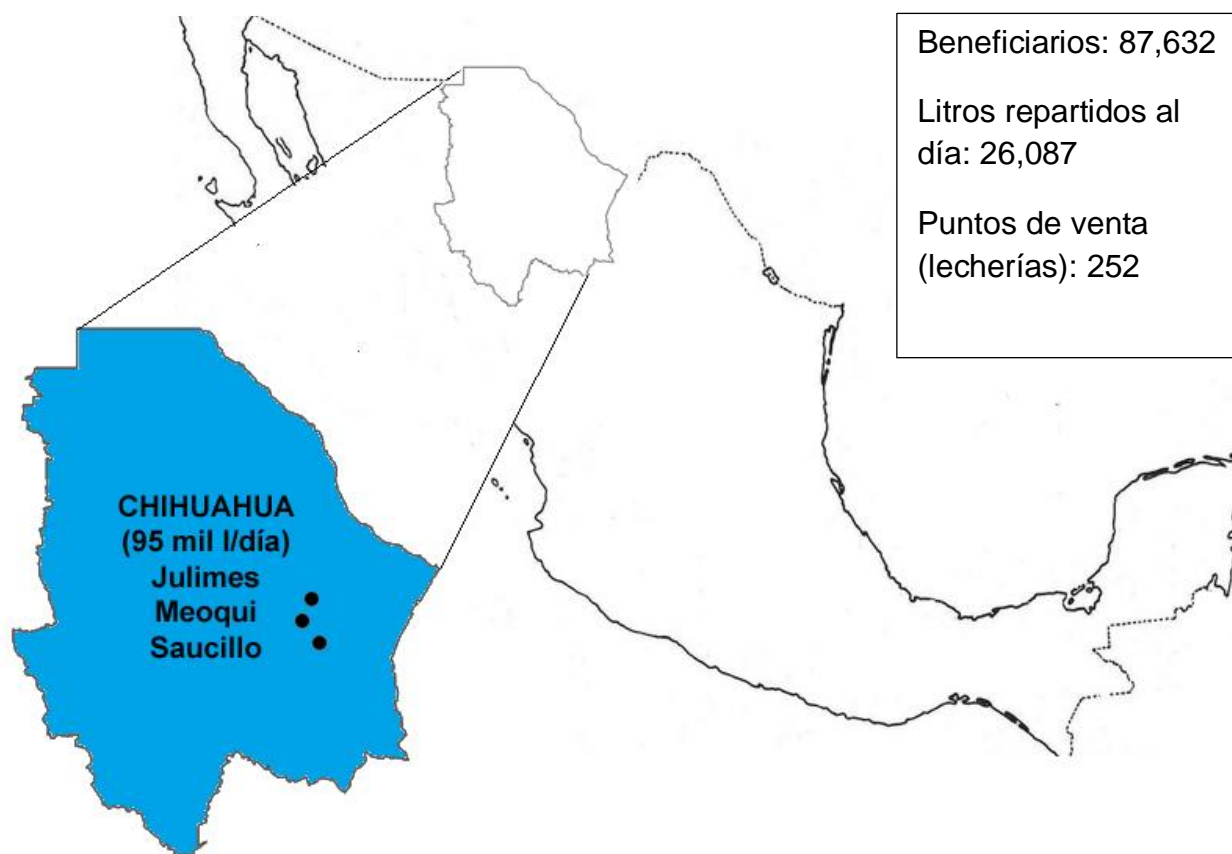 Beneficiarios: 87,632
Litros repartidos al
día: 26,087
Puntos de venta
(lecherías): 252
CHIHUAHUA
(95 mil l/día)
Julimes
Meoqui
Saucillo